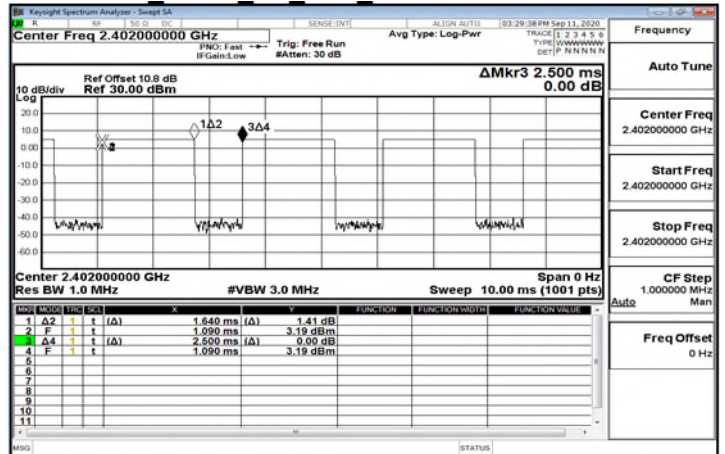 Keysight Spectrum Analyzer - Swept SA
R RF 50 Ω DC SENSE:INT ALIGN AUTO 03:29:38 PM Sep 11, 2020
Center Freq 2.402000000 GHz
PNO: Fast
IFGain:Low
Trig: Free Run
#Atten: 30 dB
Avg Type: Log-Pwr
TRACE 1 2 3 4 5 6
TYPE WWWWWW
DET P N N N N N
Frequency
Auto Tune
Center Freq
2.402000000 GHz
Start Freq
2.402000000 GHz
Stop Freq
2.402000000 GHz
CF Step
1.000000 MHz
Auto Man
Freq Offset
0 Hz
ΔMkr3 2.500 ms
0.00 dB
Ref Offset 10.8 dB
10 dB/div Ref 30.00 dBm
Log
20.0
10.0
0.00
-10.0
-20.0
-30.0
-40.0
-50.0
-60.0
1Δ2
3Δ4
Center 2.402000000 GHz Span 0 Hz
Res BW 1.0 MHz #VBW 3.0 MHz Sweep 10.00 ms (1001 pts)
MKR MODE TRC SCL X Y FUNCTION FUNCTION WIDTH FUNCTION VALUE
1 Δ2 1 t (Δ) 1.640 ms (Δ) 1.41 dB
2 F 1 t 1.090 ms 3.19 dBm
3 Δ4 1 t (Δ) 2.500 ms (Δ) 0.00 dB
4 F 1 t 1.090 ms 3.19 dBm
5
6
7
8
9
10
11
MSG STATUS